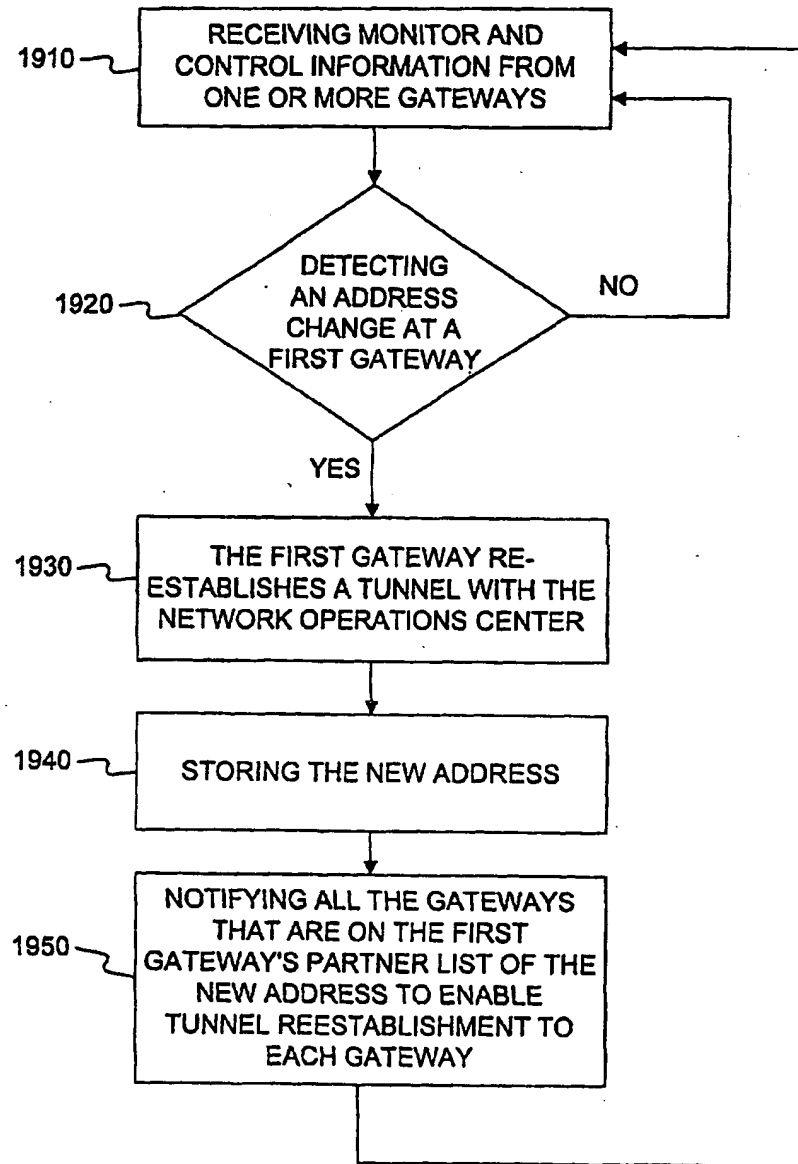 1910
RECEIVING MONITOR AND
CONTROL INFORMATION FROM
ONE OR MORE GATEWAYS
1920
DETECTING
AN ADDRESS
CHANGE AT A
FIRST GATEWAY
NO
YES
1930
THE FIRST GATEWAY RE-
ESTABLISHES A TUNNEL WITH THE
NETWORK OPERATIONS CENTER
1940
STORING THE NEW ADDRESS
1950
NOTIFYING ALL THE GATEWAYS
THAT ARE ON THE FIRST
GATEWAY'S PARTNER LIST OF THE
NEW ADDRESS TO ENABLE
TUNNEL REESTABLISHMENT TO
EACH GATEWAY